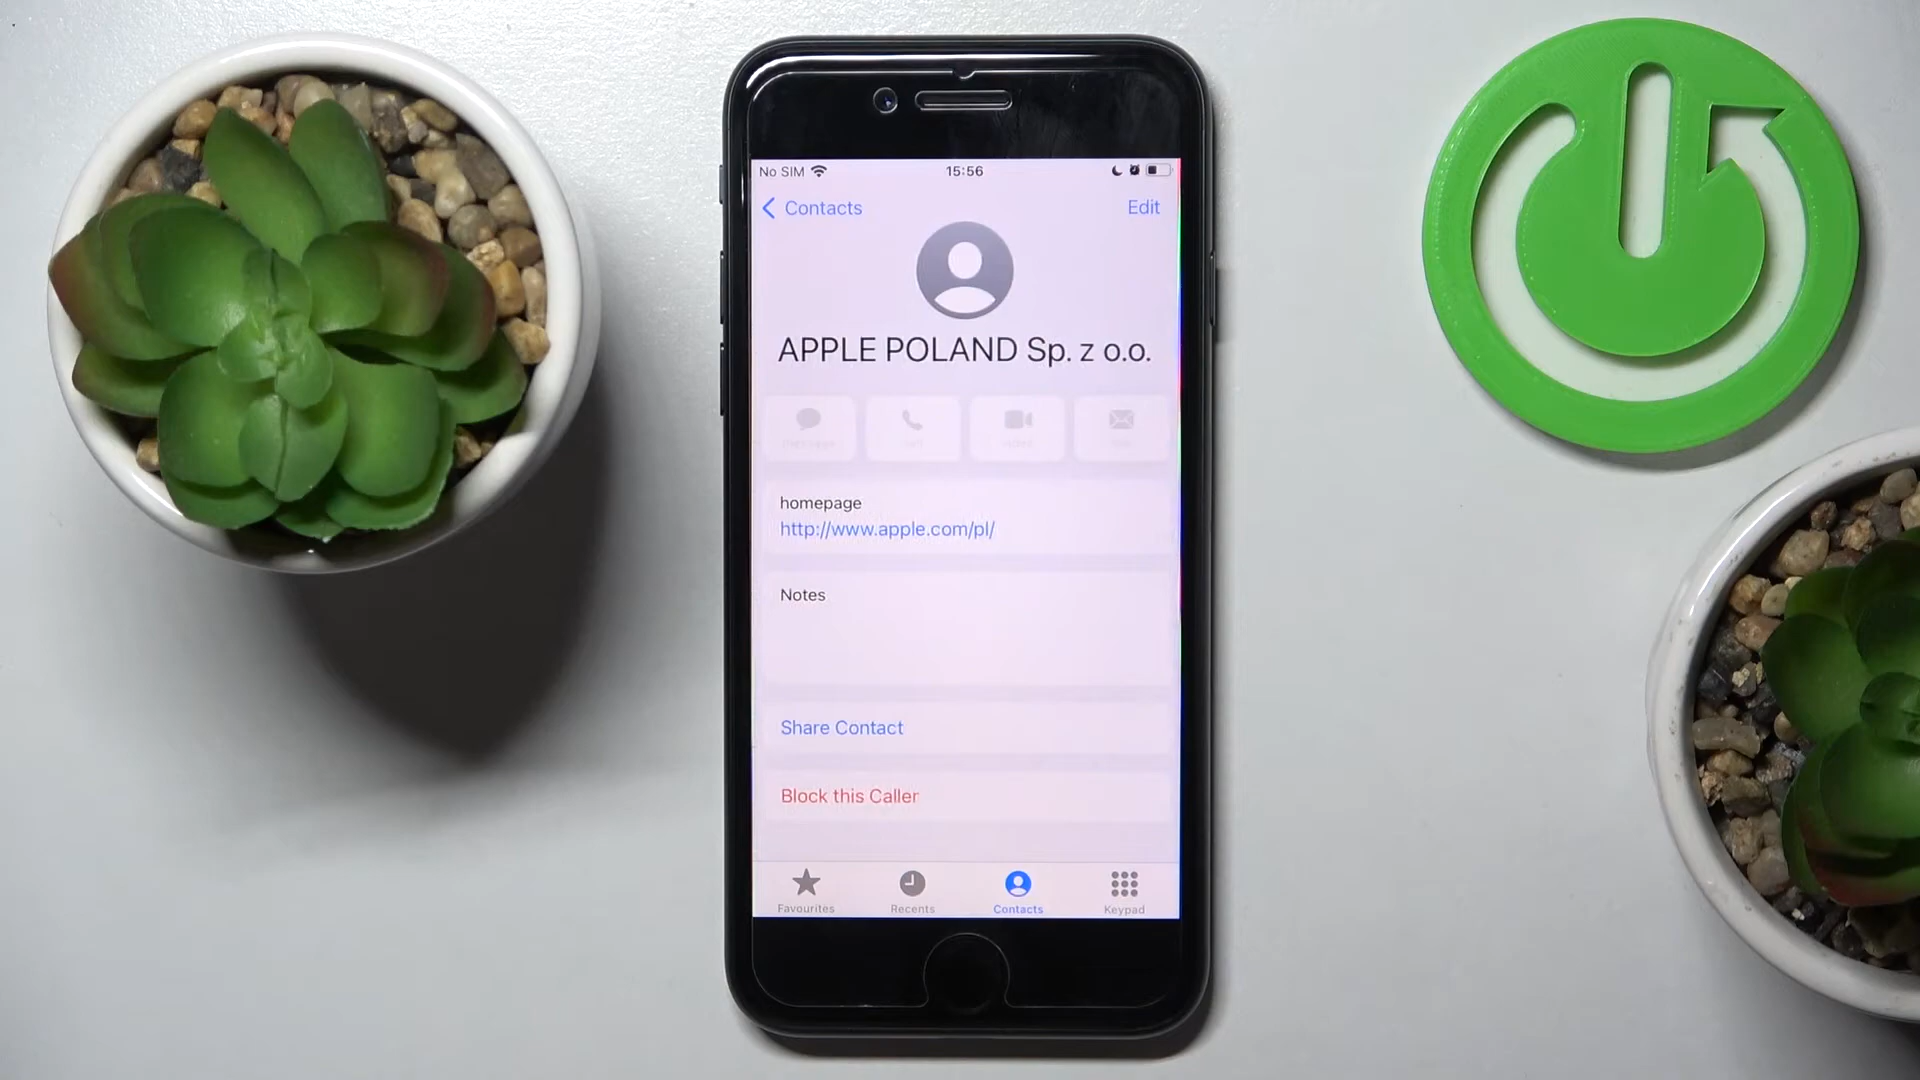 No SIM 15:56
Contacts Edit
APPLE POLAND Sp. z o.o.
homepage
http://www.apple.com/pl/
Notes
Share Contact
Block this Caller
Favourites Recents Contacts Keypad